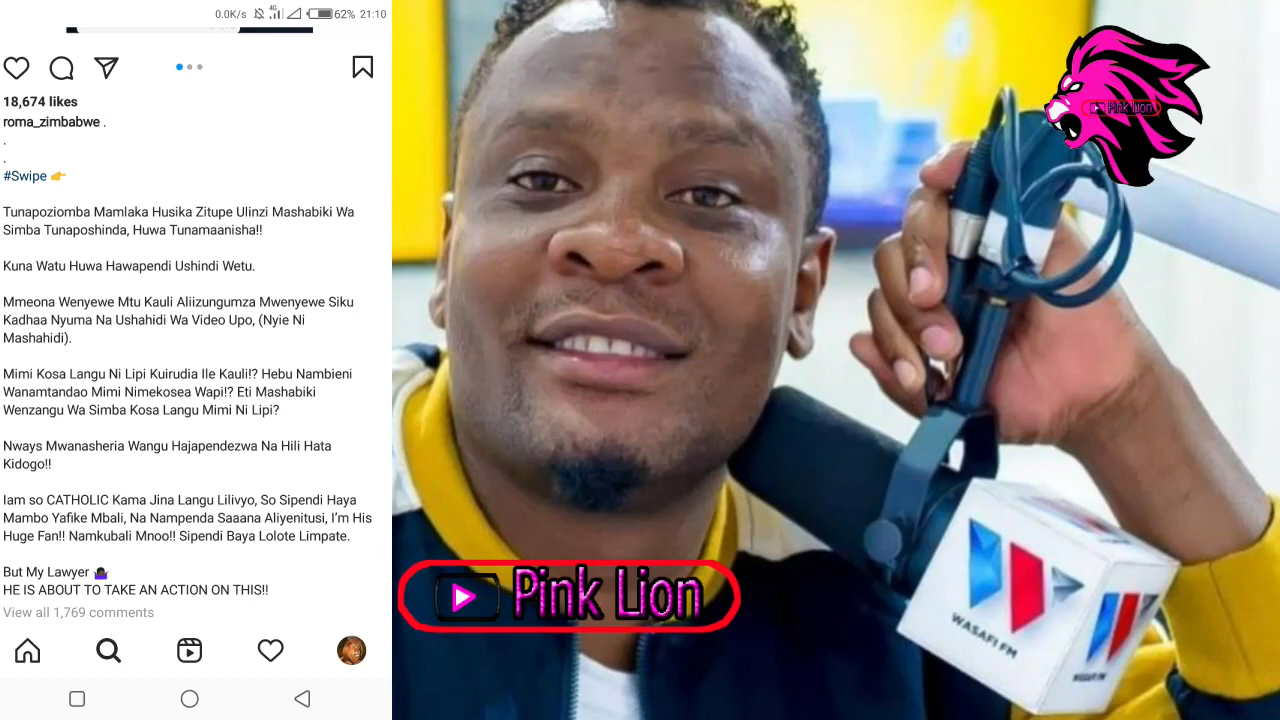 0.0K/s 4G 62% 21:10
18,674 likes
roma_zimbabwe .
.
.
#Swipe 👉
Tunapoziomba Mamlaka Husika Zitupe Ulinzi Mashabiki Wa
Simba Tunaposhinda, Huwa Tunamaanisha!!
Kuna Watu Huwa Hawapendi Ushindi Wetu.
Mmeona Wenyewe Mtu Kauli Aliizungumza Mwenyewe Siku
Kadhaa Nyuma Na Ushahidi Wa Video Upo, (Nyie Ni
Mashahidi).
Mimi Kosa Langu Ni Lipi Kuirudia Ile Kauli!? Hebu Nambieni
Wanamtandao Mimi Nimekosea Wapi!? Eti Mashabiki
Wenzangu Wa Simba Kosa Langu Mimi Ni Lipi?
Nways Mwanasheria Wangu Hajapendezwa Na Hili Hata
Kidogo!!
Iam so CATHOLIC Kama Jina Langu Lilivyo, So Sipendi Haya
Mambo Yafike Mbali, Na Nampenda Saaana Aliyenitusi, I'm His
Huge Fan!! Namkubali Mnoo!! Sipendi Baya Lolote Limpate.
But My Lawyer 🤷🏿‍♀️
HE IS ABOUT TO TAKE AN ACTION ON THIS!!
View all 1,769 comments
Pink Lion
Pink Lion
WASAFI FM
WASAFI FM